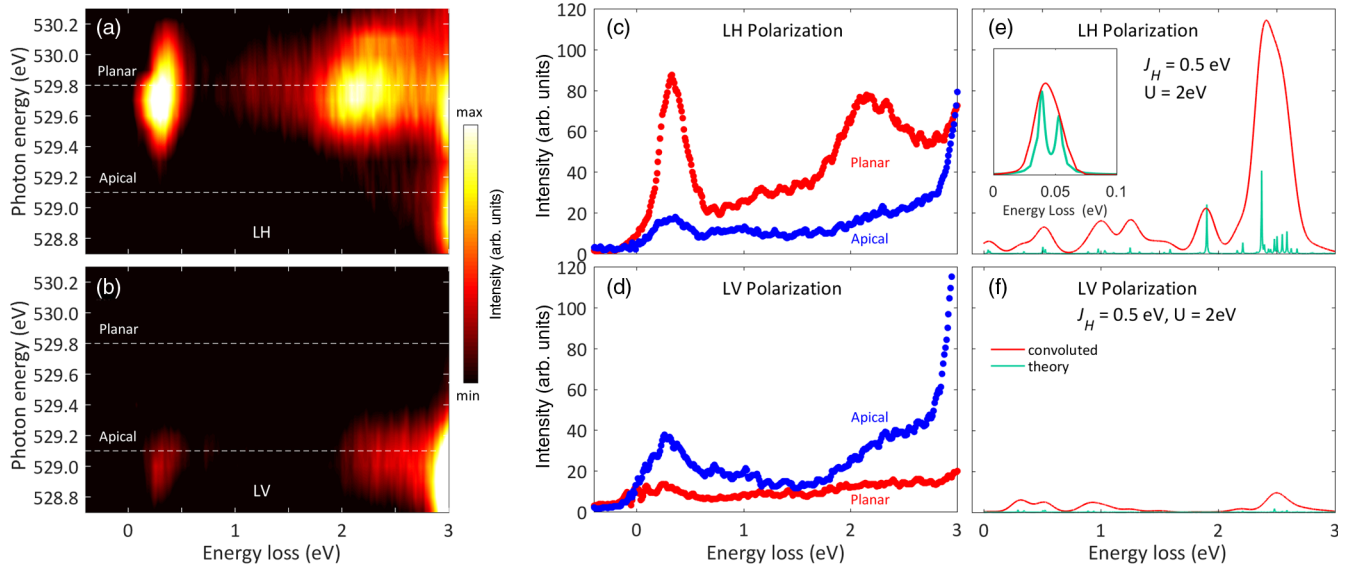 (a)
Photon energy (eV)
530.2
530.0
529.8
529.6
529.4
529.2
529.0
528.8
Planar
Apical
LH
(b)
Photon energy (eV)
530.2
530.0
529.8
529.6
529.4
529.2
529.0
528.8
Planar
Apical
LV
0
1
2
3
Energy loss (eV)
max
min
Intensity (arb. units)
(c)
LH Polarization
Intensity (arb. units)
120
100
80
60
40
20
0
Planar
Apical
(d)
LV Polarization
Intensity (arb. units)
120
100
80
60
40
20
0
Apical
Planar
0
1
2
3
Energy loss (eV)
(e)
LH Polarization
J_H = 0.5 eV
U = 2eV
0
0.05
0.1
Energy Loss (eV)
(f)
LV Polarization
J_H = 0.5 eV, U = 2eV
convoluted
theory
0
1
2
3
Energy loss (eV)